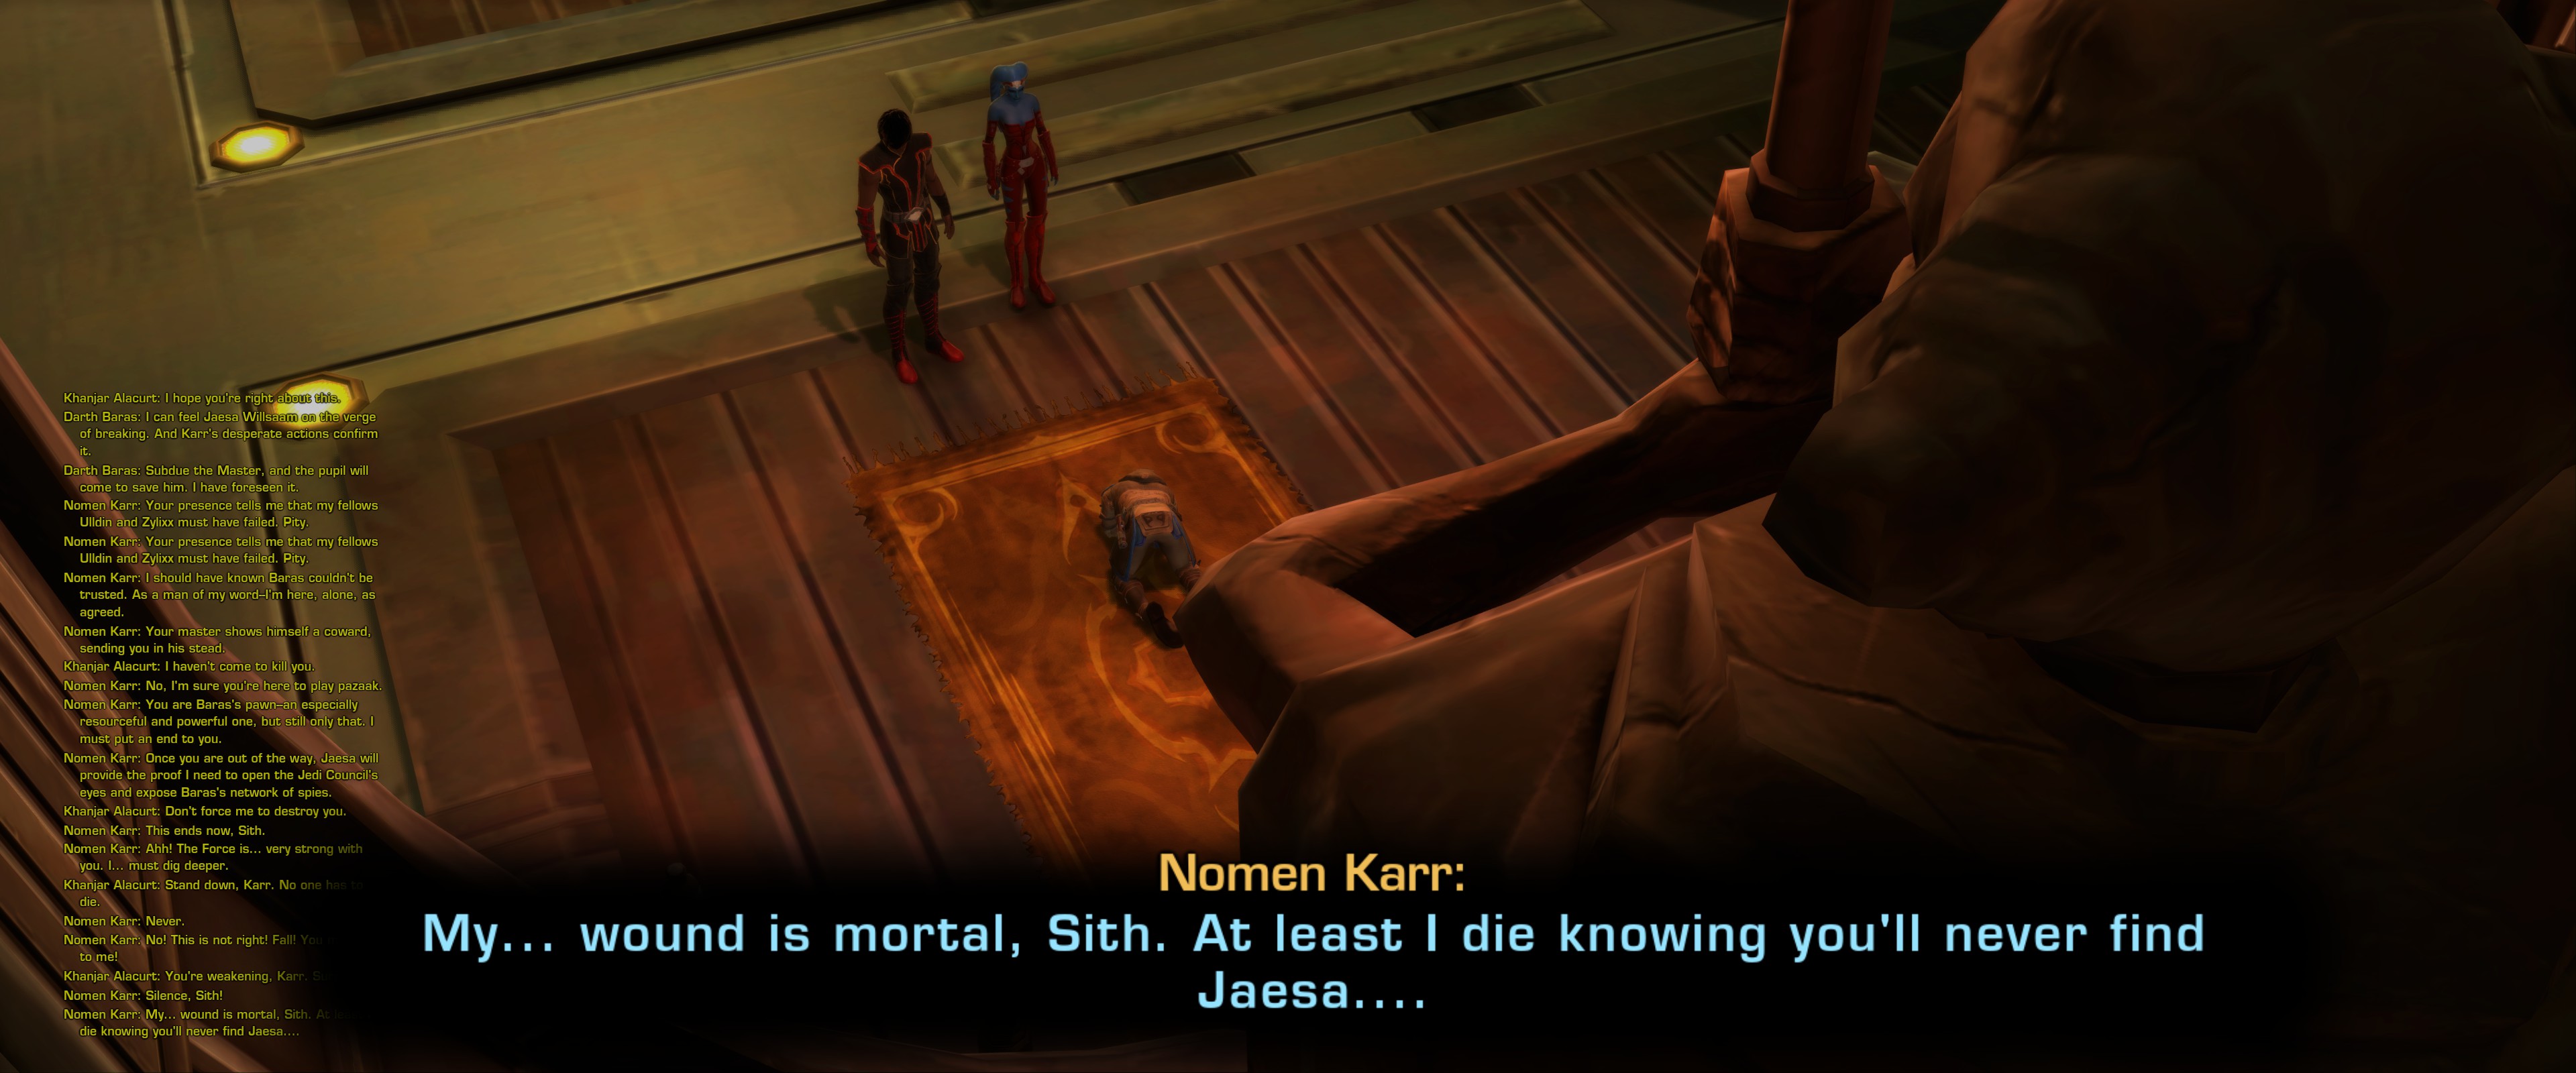 Khanjar Alacurt: I hope you're right about this.
Darth Baras: I can feel Jaesa Willsaam on the verge
of breaking. And Karr's desperate actions confirm
it.
Darth Baras: Subdue the Master, and the pupil will
come to save him. I have foreseen it.
Nomen Karr: Your presence tells me that my fellows
Ulldin and Zylixx must have failed. Pity.
Nomen Karr: Your presence tells me that my fellows
Ulldin and Zylixx must have failed. Pity.
Nomen Karr: I should have known Baras couldn't be
trusted. As a man of my word–I'm here, alone, as
agreed.
Nomen Karr: Your master shows himself a coward,
sending you in his stead.
Khanjar Alacurt: I haven't come to kill you.
Nomen Karr: No, I'm sure you're here to play pazaak.
Nomen Karr: You are Baras's pawn–an especially
resourceful and powerful one, but still only that. I
must put an end to you.
Nomen Karr: Once you are out of the way, Jaesa will
provide the proof I need to open the Jedi Council's
eyes and expose Baras's network of spies.
Khanjar Alacurt: Don't force me to destroy you.
Nomen Karr: This ends now, Sith.
Nomen Karr: Ahh! The Force is... very strong with
you. I... must dig deeper.
Khanjar Alacurt: Stand down, Karr. No one has to
die.
Nomen Karr: Never.
Nomen Karr: No! This is not right! Fall! You
to me!
Khanjar Alacurt: You're weakening, Karr.
Nomen Karr: Silence, Sith!
Nomen Karr: My... wound is mortal, Sith. At
die knowing you'll never find Jaesa....
Nomen Karr:
My... wound is mortal, Sith. At least I die knowing you'll never find
Jaesa....